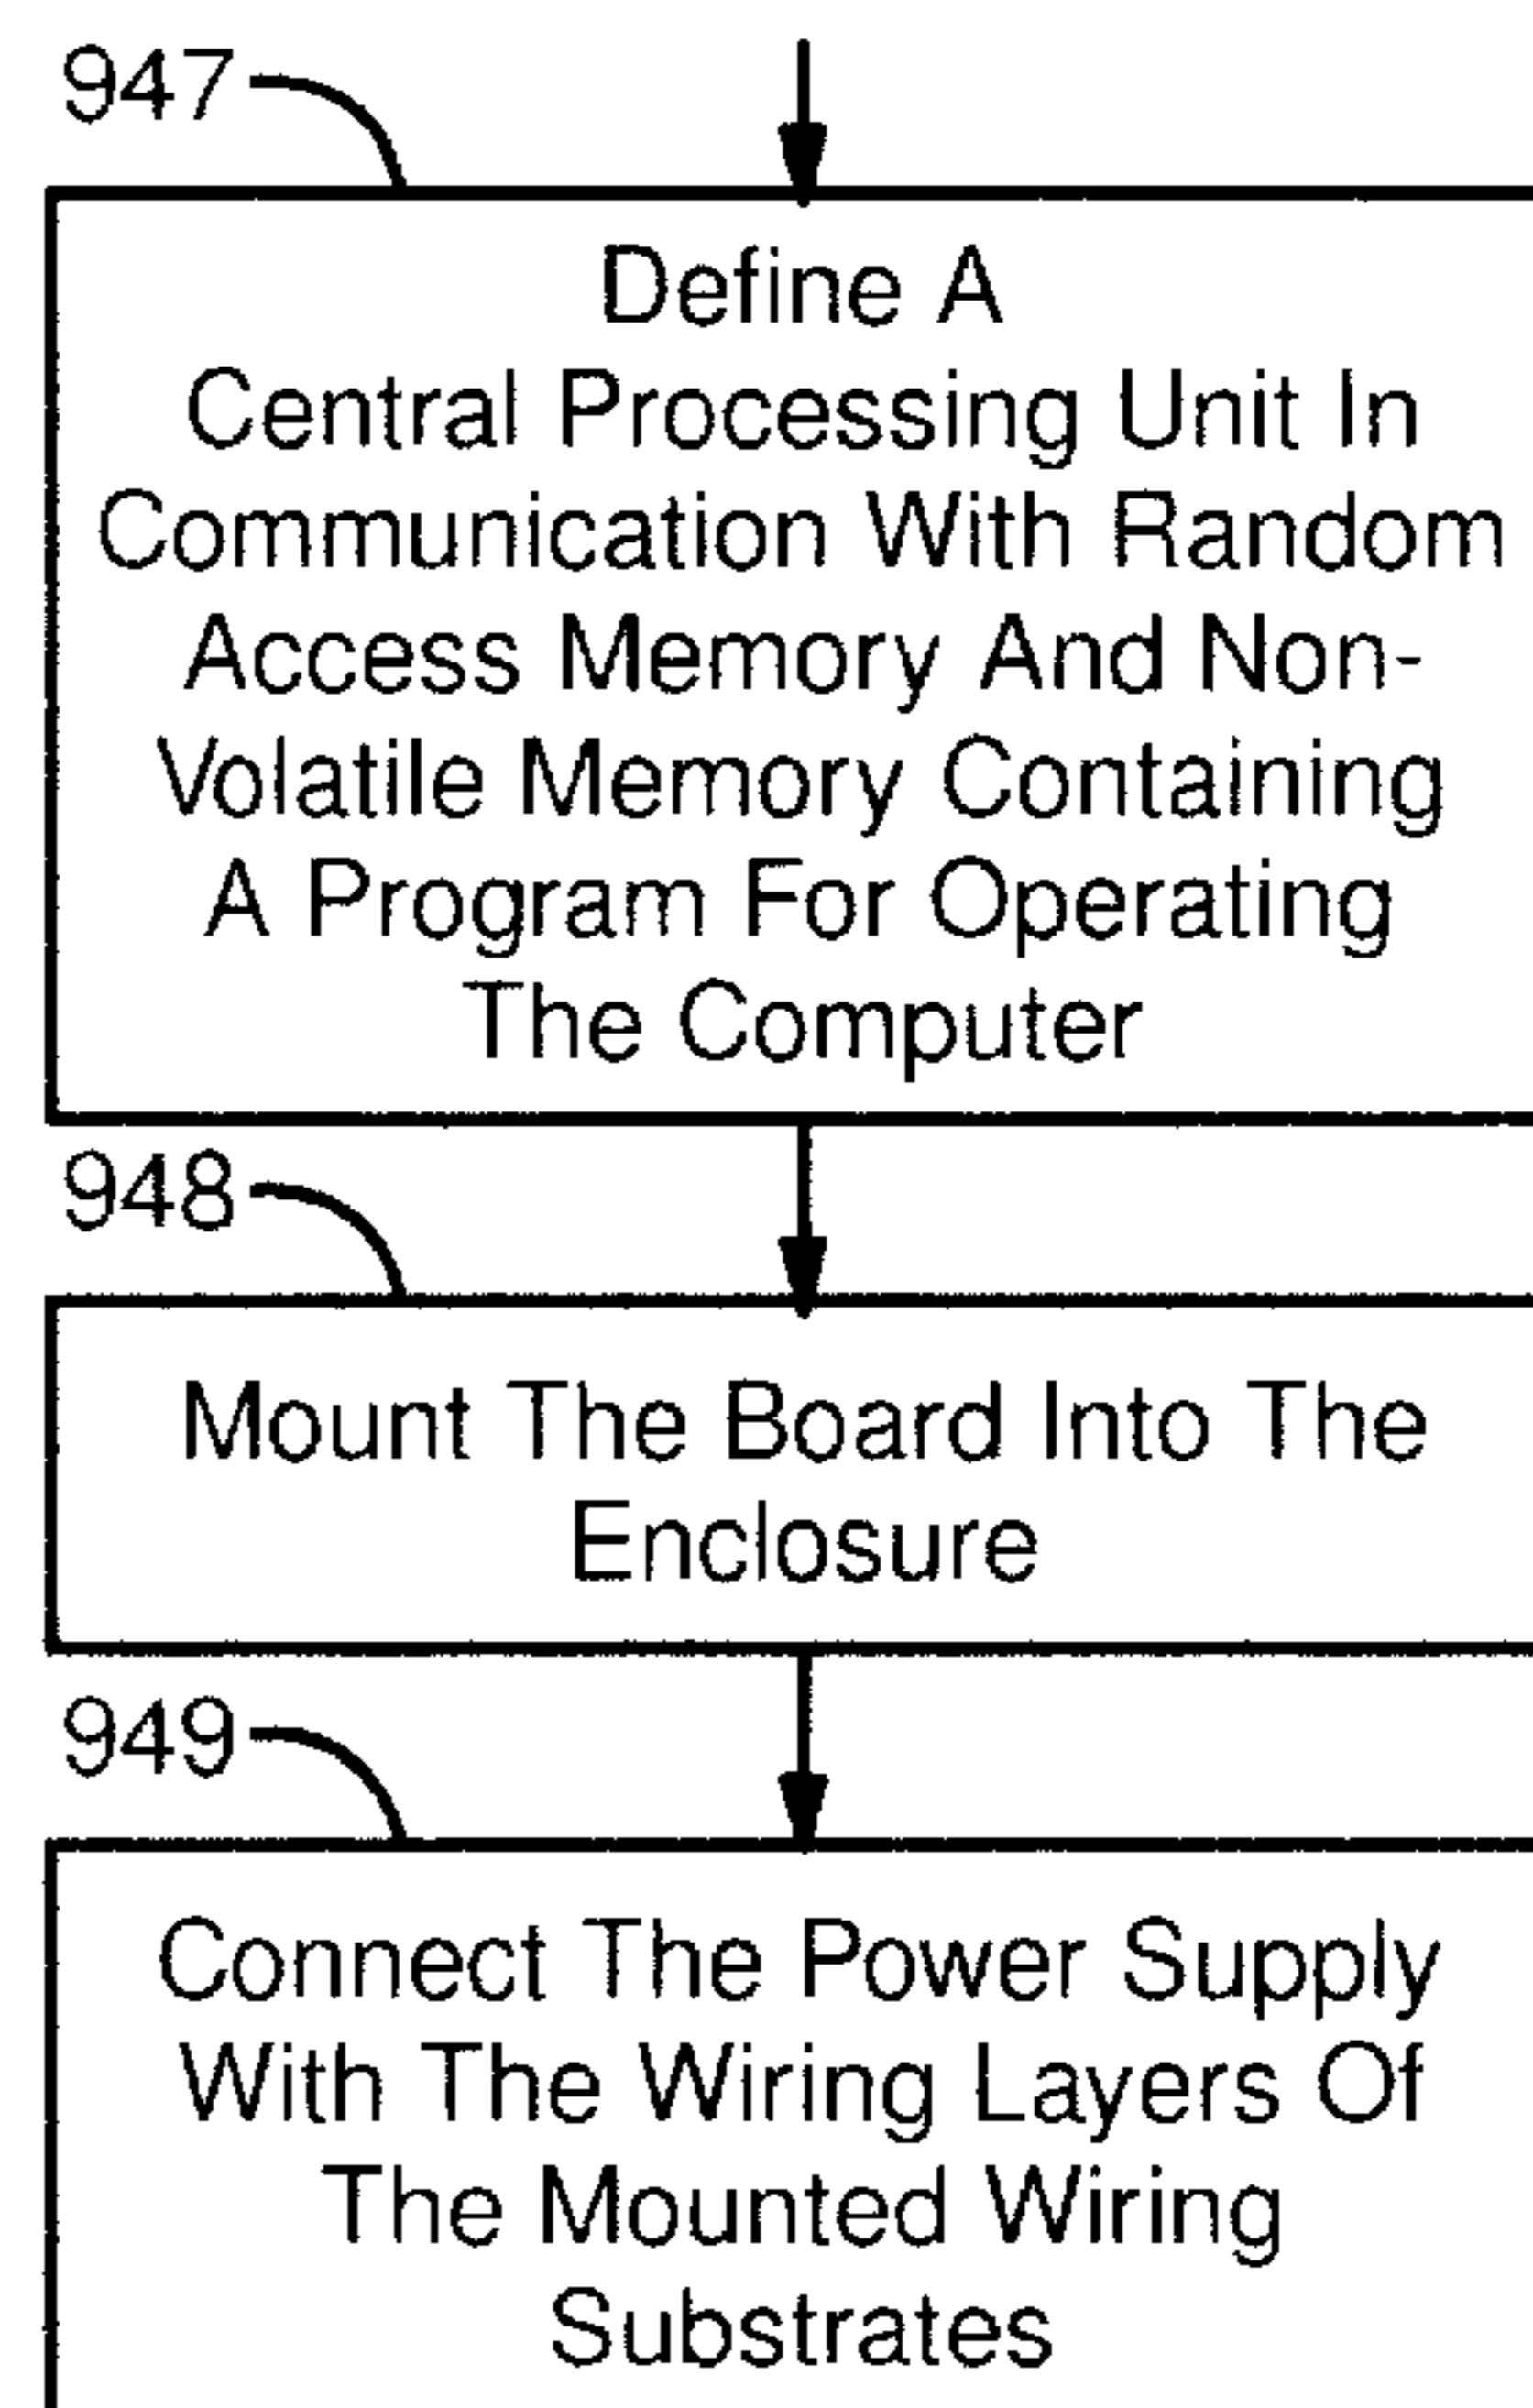 947
Define A
Central Processing Unit In
Communication With Random
Access Memory And Non-
Volatile Memory Containing
A Program For Operating
The Computer
948
Mount The Board Into The
Enclosure
949
Connect The Power Supply
With The Wiring Layers Of
The Mounted Wiring
Substrates